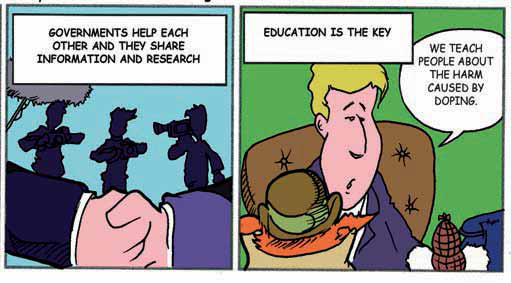 GOVERNMENTS HELP EACH
OTHER AND THEY SHARE
INFORMATION AND RESEARCH
EDUCATION IS THE KEY
WE TEACH
PEOPLE ABOUT
THE HARM
CAUSED BY
DOPING.